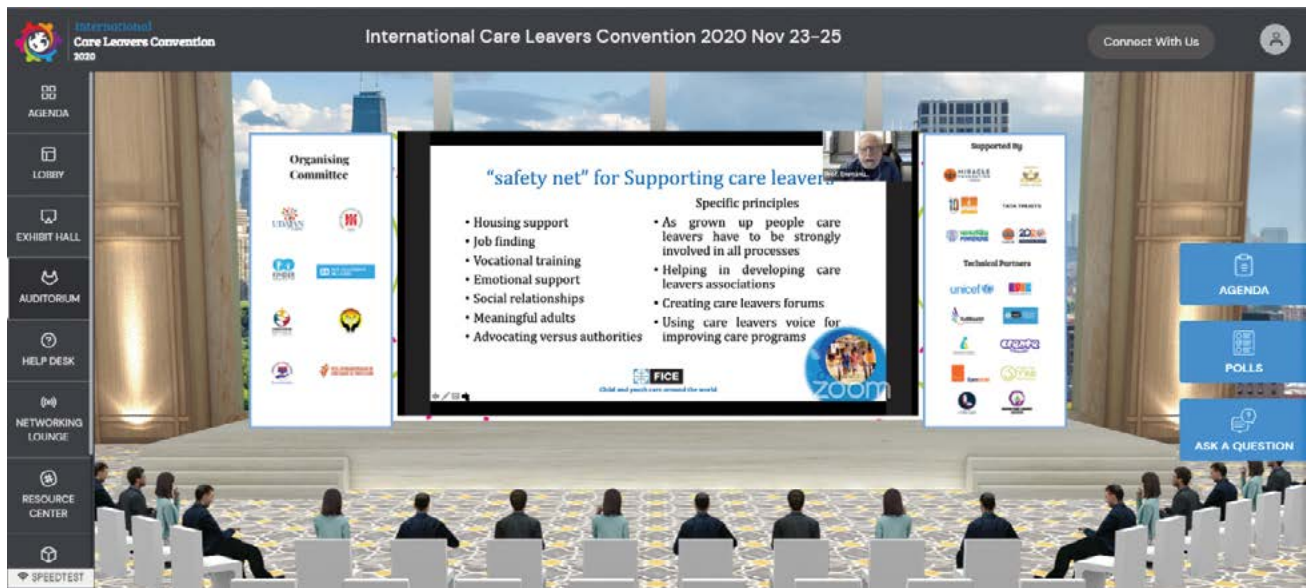 International
Care Leavers Convention
2020
International Care Leavers Convention 2020 Nov 23-25
Connect With Us
AGENDA
LOBBY
EXHIBIT HALL
AUDITORIUM
HELP DESK
NETWORKING
LOUNGE
RESOURCE
CENTER
SPEEDTEST
Organising
Committee
UDAYAN
"safety net" for Supporting care leavers
• Housing support
• Job finding
• Vocational training
• Emotional support
• Social relationships
• Meaningful adults
• Advocating versus authorities
Specific principles
• As grown up people care
leavers have to be strongly
involved in all processes
• Helping in developing care
leavers associations
• Creating care leavers forums
• Using care leavers voice for
improving care programs
FICE
Child and youth care around the world
zoom
Supported By
MIRACLE
FOUNDATION
TATA TRUSTS
Technical Partners
unicef
AGENDA
POLLS
ASK A QUESTION